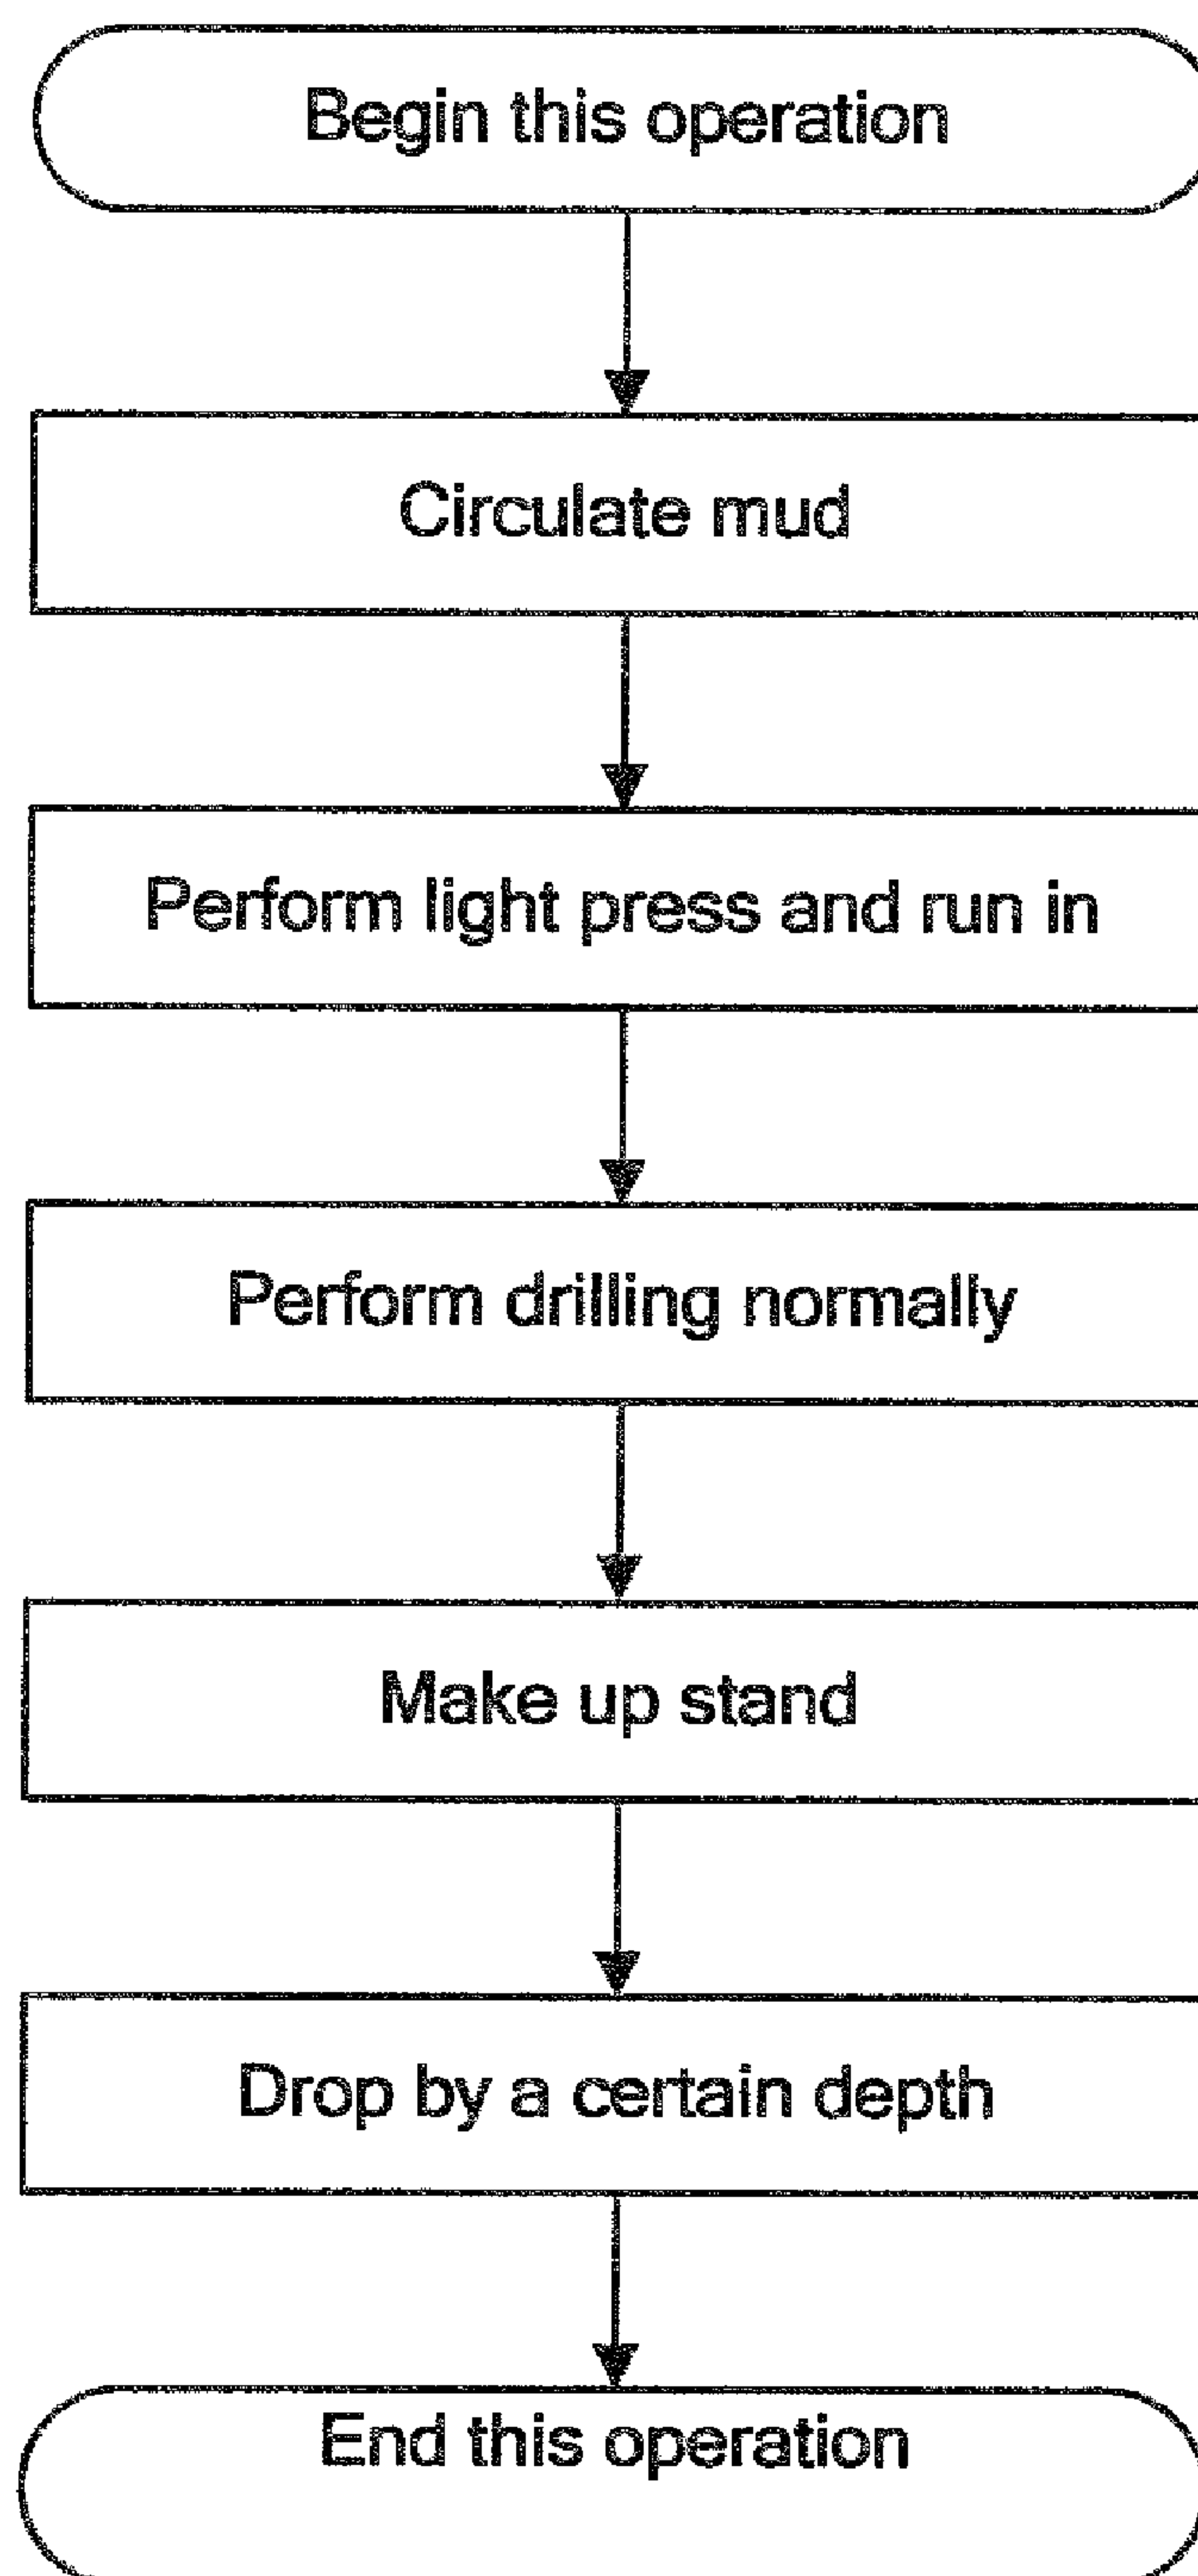 Begin this operation
Circulate mud
Perform light press and run in
Perform drilling normally
Make up stand
Drop by a certain depth
End this operation